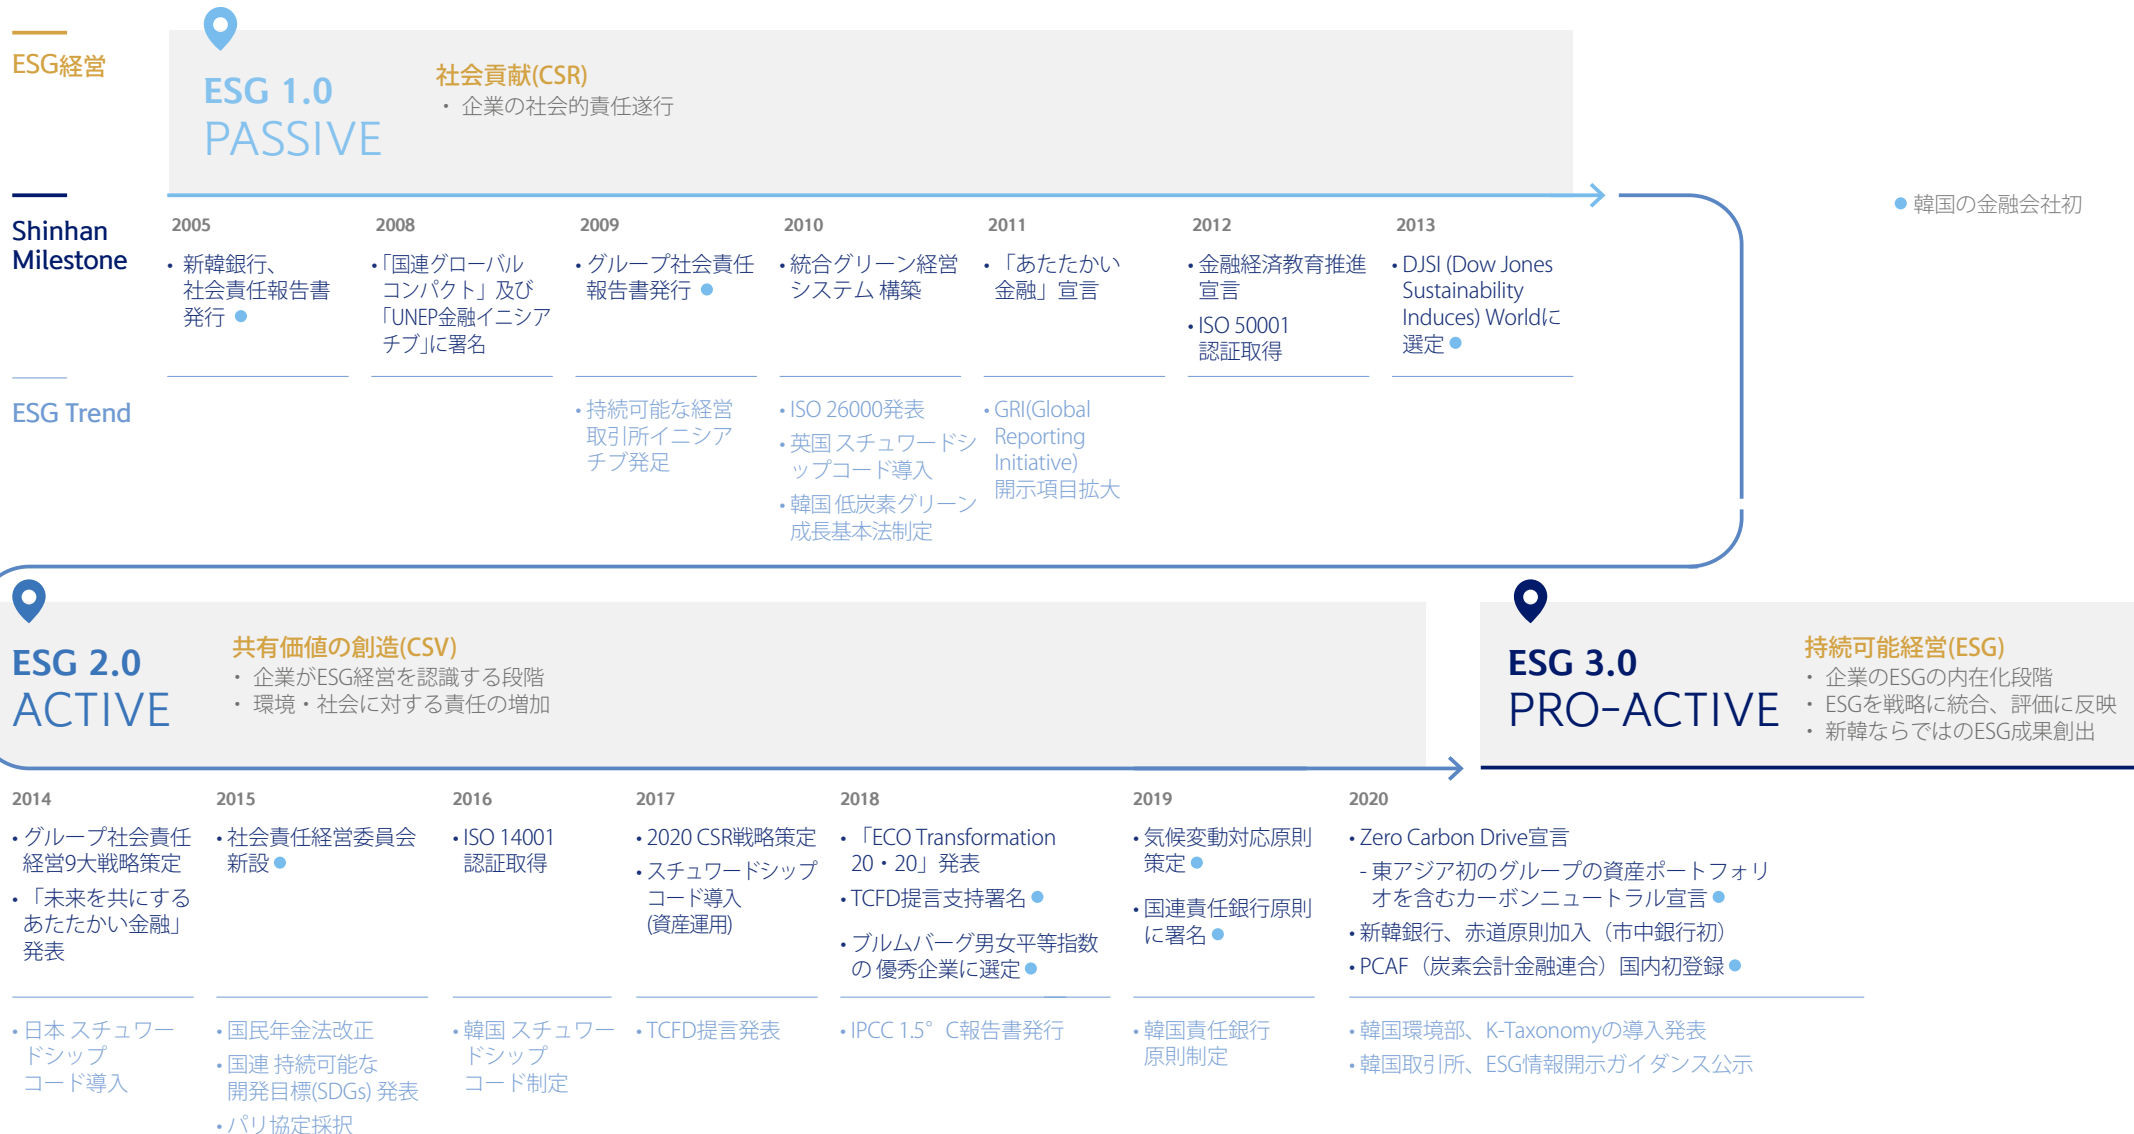 ESG経営
ESG 1.0
PASSIVE
社会貢献(CSR)
・ 企業の社会的責任遂行
Shinhan
Milestone
● 韓国の金融会社初
2005
• 新韓銀行、
社会責任報告書
発行 ●
2008
•「国連グローバル
コンパクト」及び
「UNEP金融イニシア
チブ」に署名
2009
• グループ社会責任
報告書発行 ●
2010
• 統合グリーン経営
システム 構築
2011
• 「あたたかい
金融」宣言
2012
• 金融経済教育推進
宣言
• ISO 50001
認証取得
2013
• DJSI (Dow Jones
Sustainability
Induces) Worldに
選定 ●
ESG Trend
• 持続可能な経営
取引所イニシア
チブ発足
• ISO 26000発表
• 英国 スチュワードシ
ップコード導入
• 韓国 低炭素グリーン
成長基本法制定
• GRI(Global
Reporting
Initiative)
開示項目拡大
ESG 2.0
ACTIVE
共有価値の創造(CSV)
・ 企業がESG経営を認識する段階
・ 環境・社会に対する責任の増加
ESG 3.0
PRO-ACTIVE
持続可能経営(ESG)
・ 企業のESGの内在化段階
・ ESGを戦略に統合、評価に反映
・ 新韓ならではのESG成果創出
2014
• グループ社会責任
経営9大戦略策定
• 「未来を共にする
あたたかい金融」
発表
2015
• 社会責任経営委員会
新設 ●
2016
• ISO 14001
認証取得
2017
• 2020 CSR戦略策定
• スチュワードシップ
コード導入
(資産運用)
2018
• 「ECO Transformation
20・20」発表
• TCFD提言支持署名 ●
• ブルムバーグ男女平等指数
の 優秀企業に選定 ●
2019
• 気候変動対応原則
策定 ●
• 国連責任銀行原則
に署名 ●
2020
• Zero Carbon Drive宣言
- 東アジア初のグループの資産ポートフォリ
オを含むカーボンニュートラル宣言 ●
• 新韓銀行、赤道原則加入（市中銀行初）
• PCAF（炭素会計金融連合）国内初登録 ●
• 日本 スチュワー
ドシップ
コード導入
• 国民年金法改正
• 国連 持続可能な
開発目標(SDGs) 発表
• パリ協定採択
• 韓国 スチュワー
ドシップ
コード制定
• TCFD提言発表
• IPCC 1.5°C報告書発行
• 韓国責任銀行
原則制定
• 韓国環境部、K-Taxonomyの導入発表
• 韓国取引所、ESG情報開示ガイダンス公示